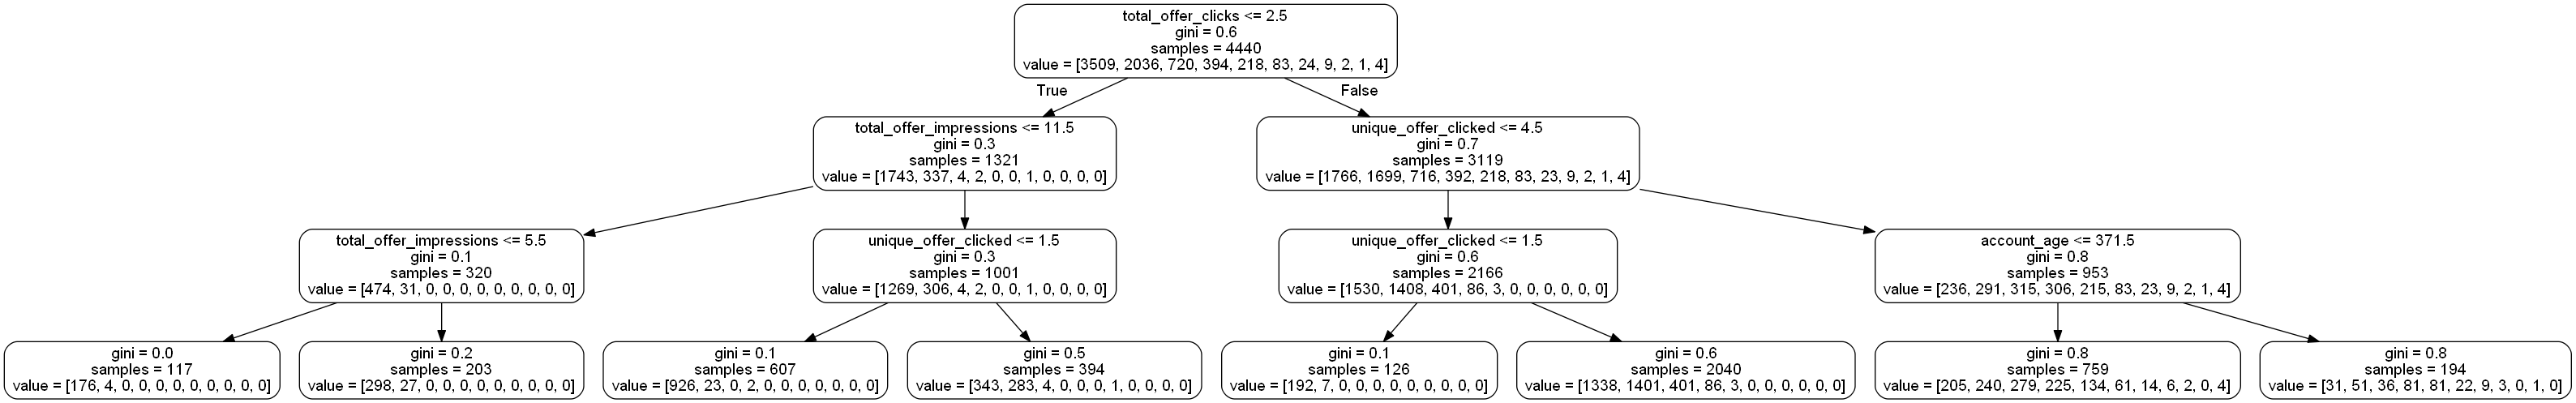 total_offer_clicks <= 2.5
gini = 0.6
samples = 4440
value = [3509, 2036, 720, 394, 218, 83, 24, 9, 2, 1, 4]
True
False
total_offer_impressions <= 11.5
gini = 0.3
samples = 1321
value = [1743, 337, 4, 2, 0, 0, 1, 0, 0, 0, 0]
unique_offer_clicked <= 4.5
gini = 0.7
samples = 3119
value = [1766, 1699, 716, 392, 218, 83, 23, 9, 2, 1, 4]
total_offer_impressions <= 5.5
gini = 0.1
samples = 320
value = [474, 31, 0, 0, 0, 0, 0, 0, 0, 0, 0]
unique_offer_clicked <= 1.5
gini = 0.3
samples = 1001
value = [1269, 306, 4, 2, 0, 0, 1, 0, 0, 0, 0]
unique_offer_clicked <= 1.5
gini = 0.6
samples = 2166
value = [1530, 1408, 401, 86, 3, 0, 0, 0, 0, 0, 0]
account_age <= 371.5
gini = 0.8
samples = 953
value = [236, 291, 315, 306, 215, 83, 23, 9, 2, 1, 4]
gini = 0.0
samples = 117
value = [176, 4, 0, 0, 0, 0, 0, 0, 0, 0, 0]
gini = 0.2
samples = 203
value = [298, 27, 0, 0, 0, 0, 0, 0, 0, 0, 0]
gini = 0.1
samples = 607
value = [926, 23, 0, 2, 0, 0, 0, 0, 0, 0, 0]
gini = 0.5
samples = 394
value = [343, 283, 4, 0, 0, 0, 1, 0, 0, 0, 0]
gini = 0.1
samples = 126
value = [192, 7, 0, 0, 0, 0, 0, 0, 0, 0, 0]
gini = 0.6
samples = 2040
value = [1338, 1401, 401, 86, 3, 0, 0, 0, 0, 0, 0]
gini = 0.8
samples = 759
value = [205, 240, 279, 225, 134, 61, 14, 6, 2, 0, 4]
gini = 0.8
samples = 194
value = [31, 51, 36, 81, 81, 22, 9, 3, 0, 1, 0]